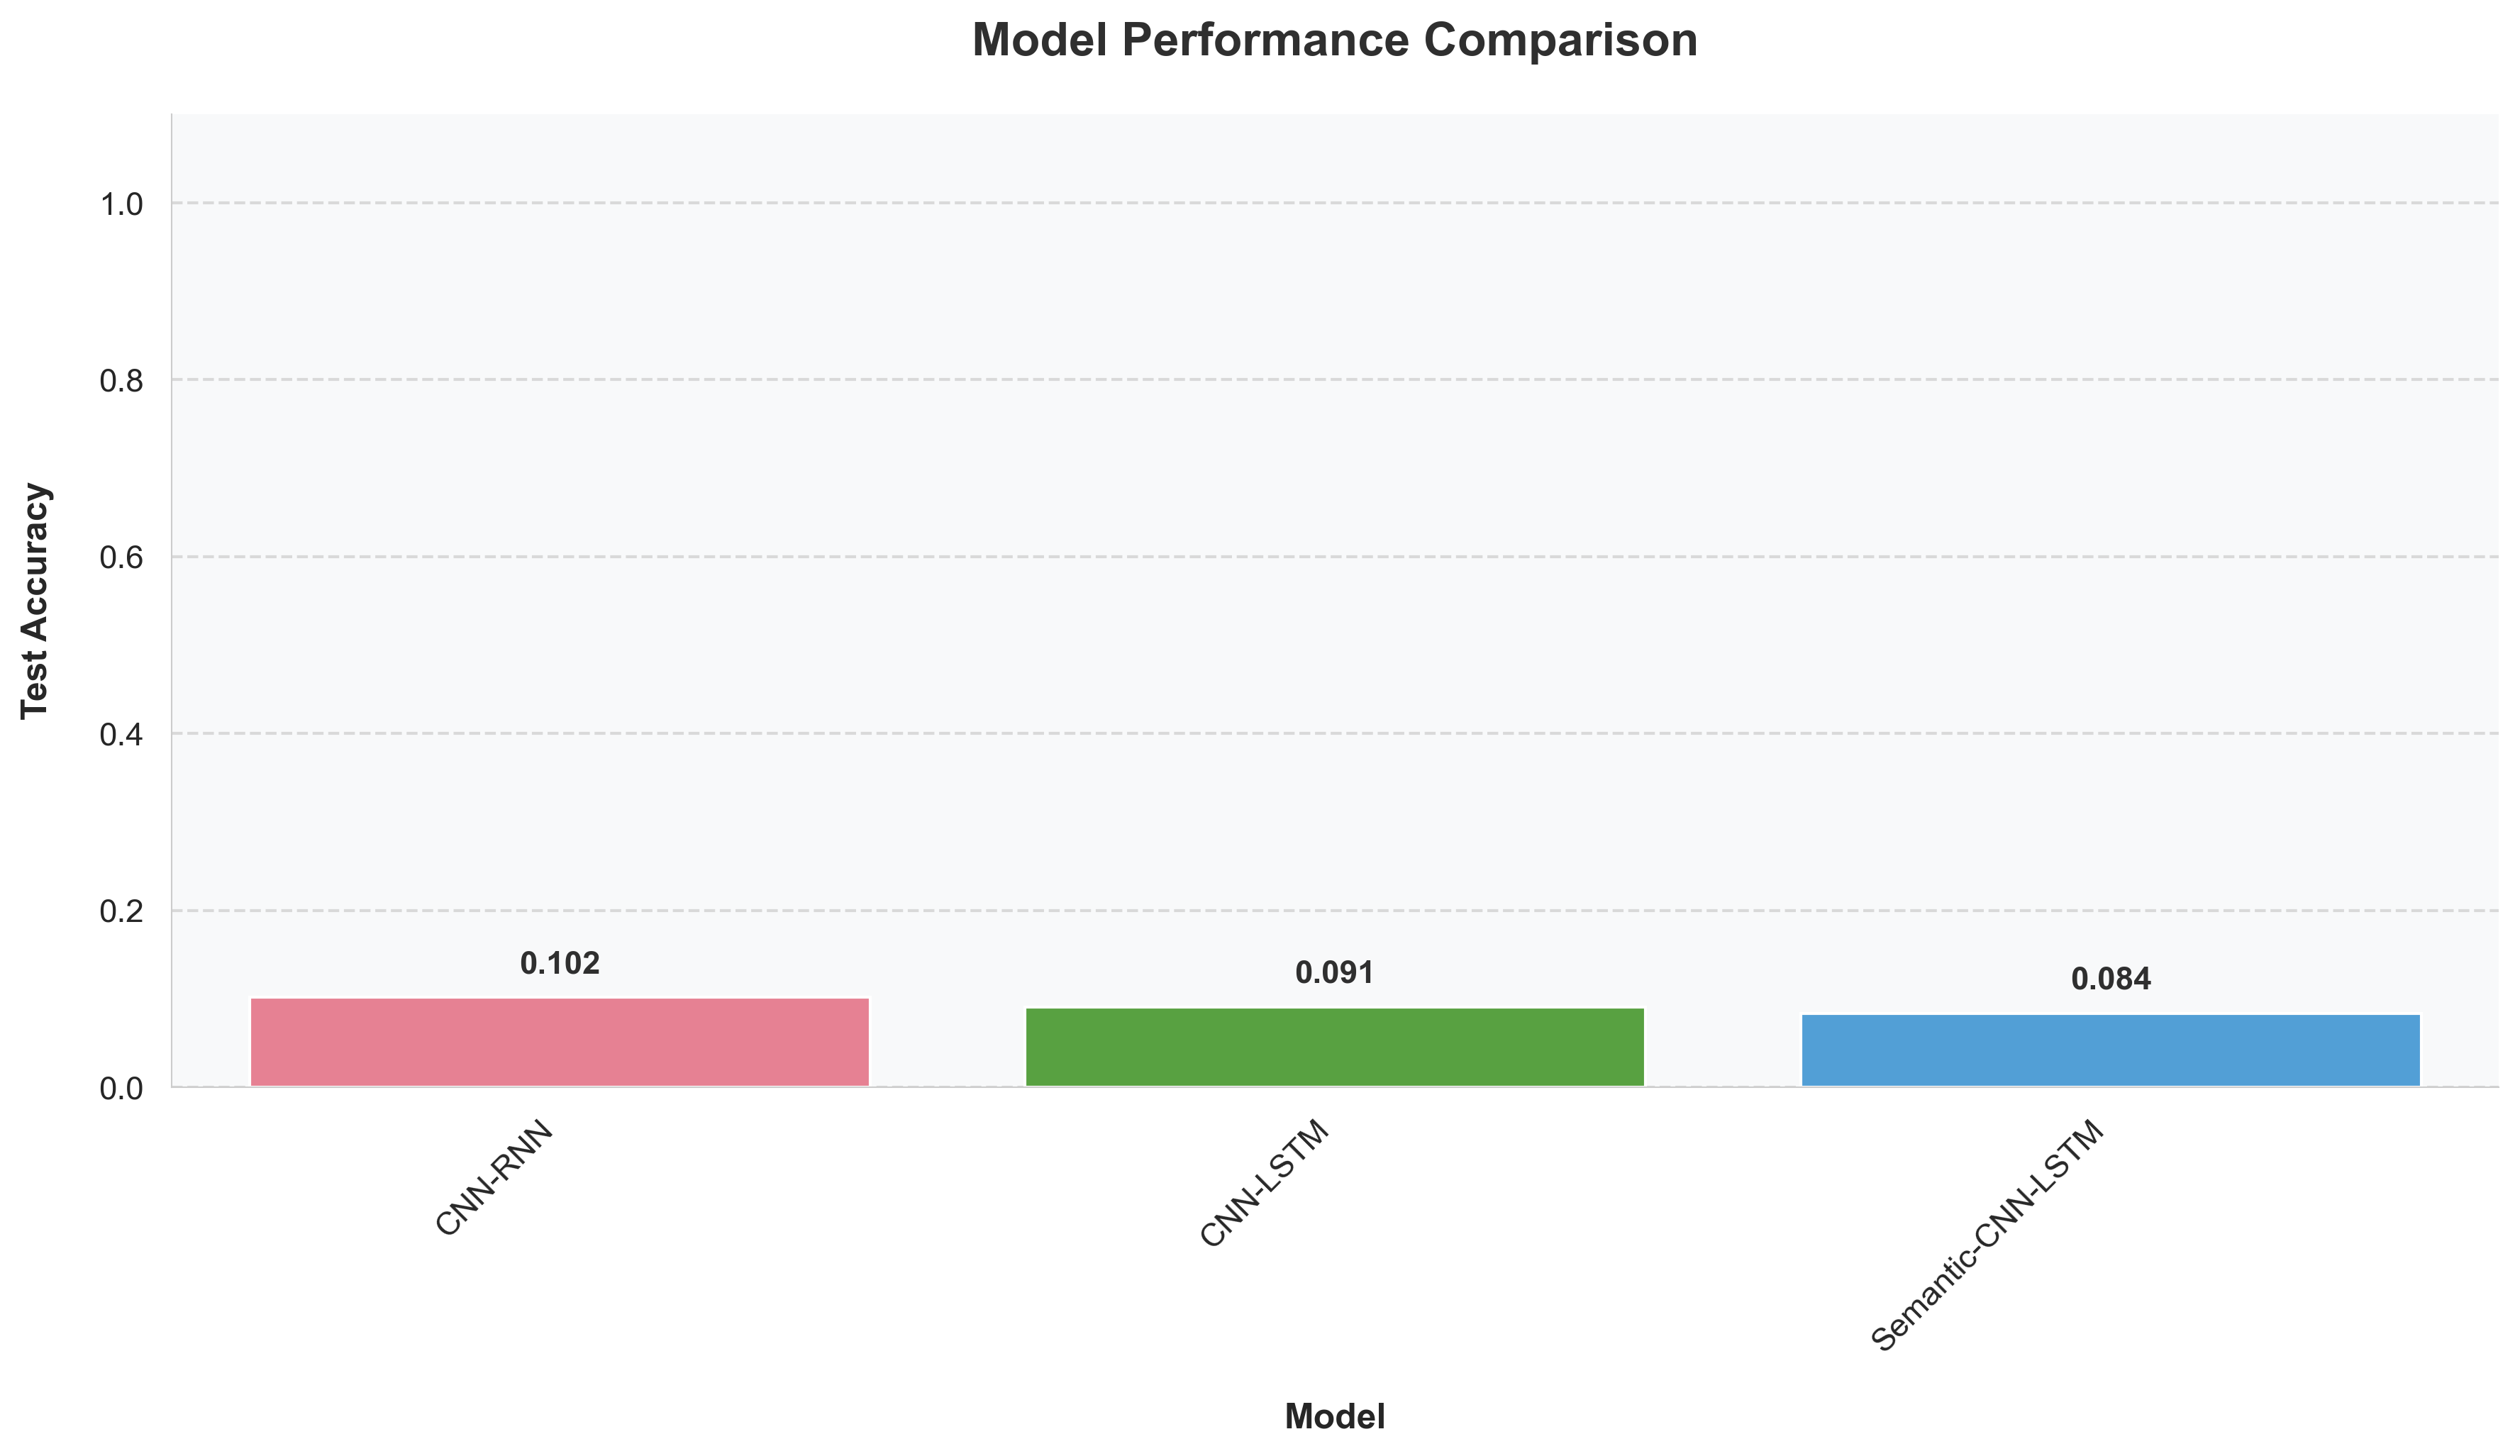 Model Performance Comparison
Test Accuracy
1.0
0.8
0.6
0.4
0.2
0.0
0.102
0.091
0.084
CNN-RNN
CNN-LSTM
Semantic-CNN-LSTM
Model